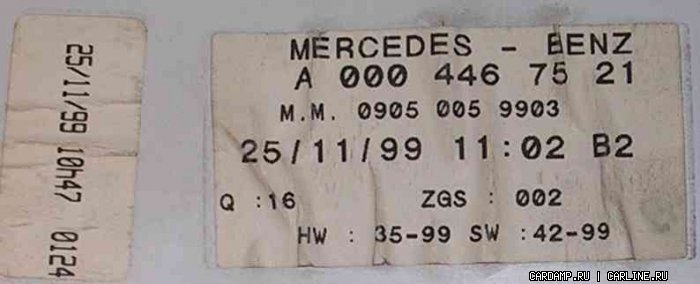 25/11/99 10H47 0124
MERCEDES - BENZ
A 000 446 75 21
M.M. 0905 005 9903
25/11/99 11:02 B2
Q :16 ZGS : 002
HW : 35-99 SW :42-99
CARDAMP.RU | CARLINE.RU